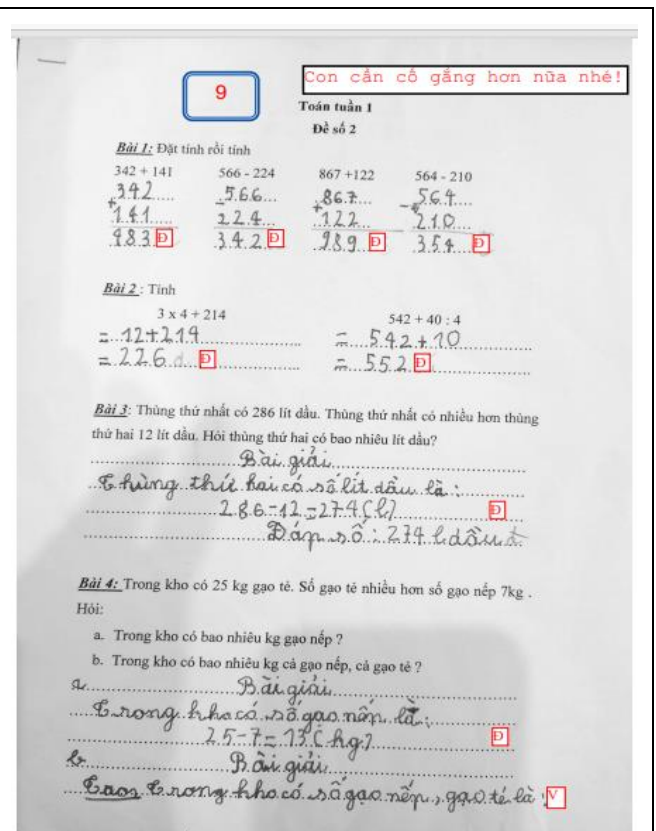 9
Con cần cố gắng hơn nữa nhé!
Toán tuần 1
Đề số 2
Bài 1: Đặt tính rồi tính
342 + 141 566 - 224 867 +122 564 - 210
342 566 867 564
+ - + -
141 224 122 210
483 Đ 342 Đ 989 Đ 354 Đ
Bài 2 : Tính
3 x 4 + 214 542 + 40 : 4
= 12+214 = 542+10
= 226 Đ = 552 Đ
Bài 3: Thùng thứ nhất có 286 lít dầu. Thùng thứ nhất có nhiều hơn thùng
thứ hai 12 lít dầu. Hỏi thùng thứ hai có bao nhiêu lít dầu?
Bài giải
Thùng thứ hai có số lít dầu là :
286-12=274(l) Đ
Đáp số : 274 l dầu
Bài 4: Trong kho có 25 kg gạo tẻ. Số gạo tẻ nhiều hơn số gạo nếp 7kg .
Hỏi:
a. Trong kho có bao nhiêu kg gạo nếp ?
b. Trong kho có bao nhiêu kg cả gạo nếp, cả gạo tẻ ?
a Bài giải
Trong kho có số gạo nếp là :
25-7=13(kg) Đ
b Bài giải
Trong kho có số gạo nếp, gạo tẻ là : V